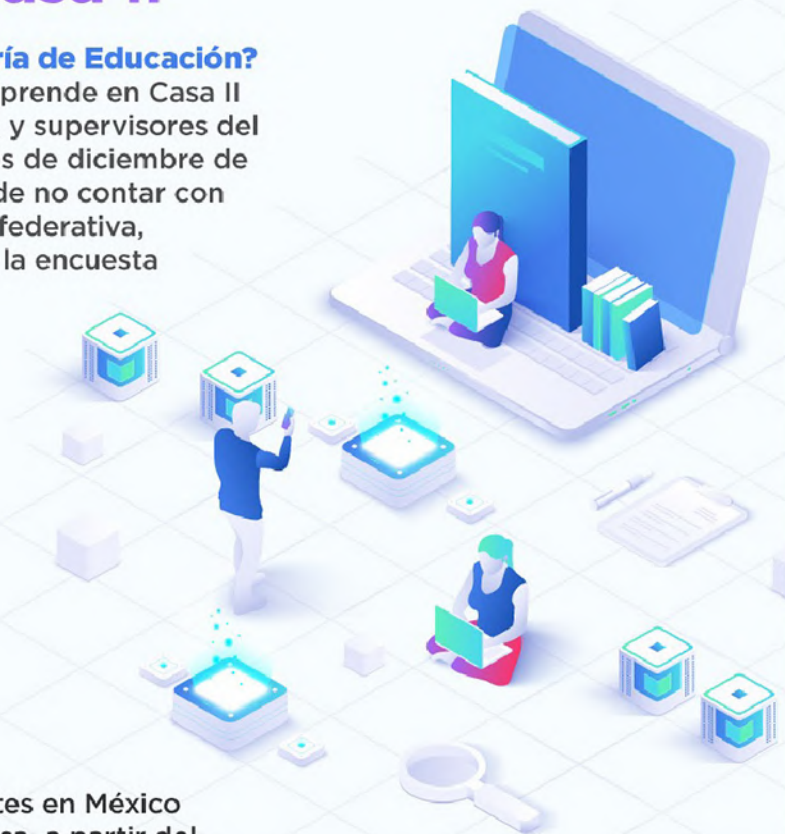 ría de Educación?
prende en Casa II
y supervisores del
s de diciembre de
de no contar con
federativa,
la encuesta
tes en México